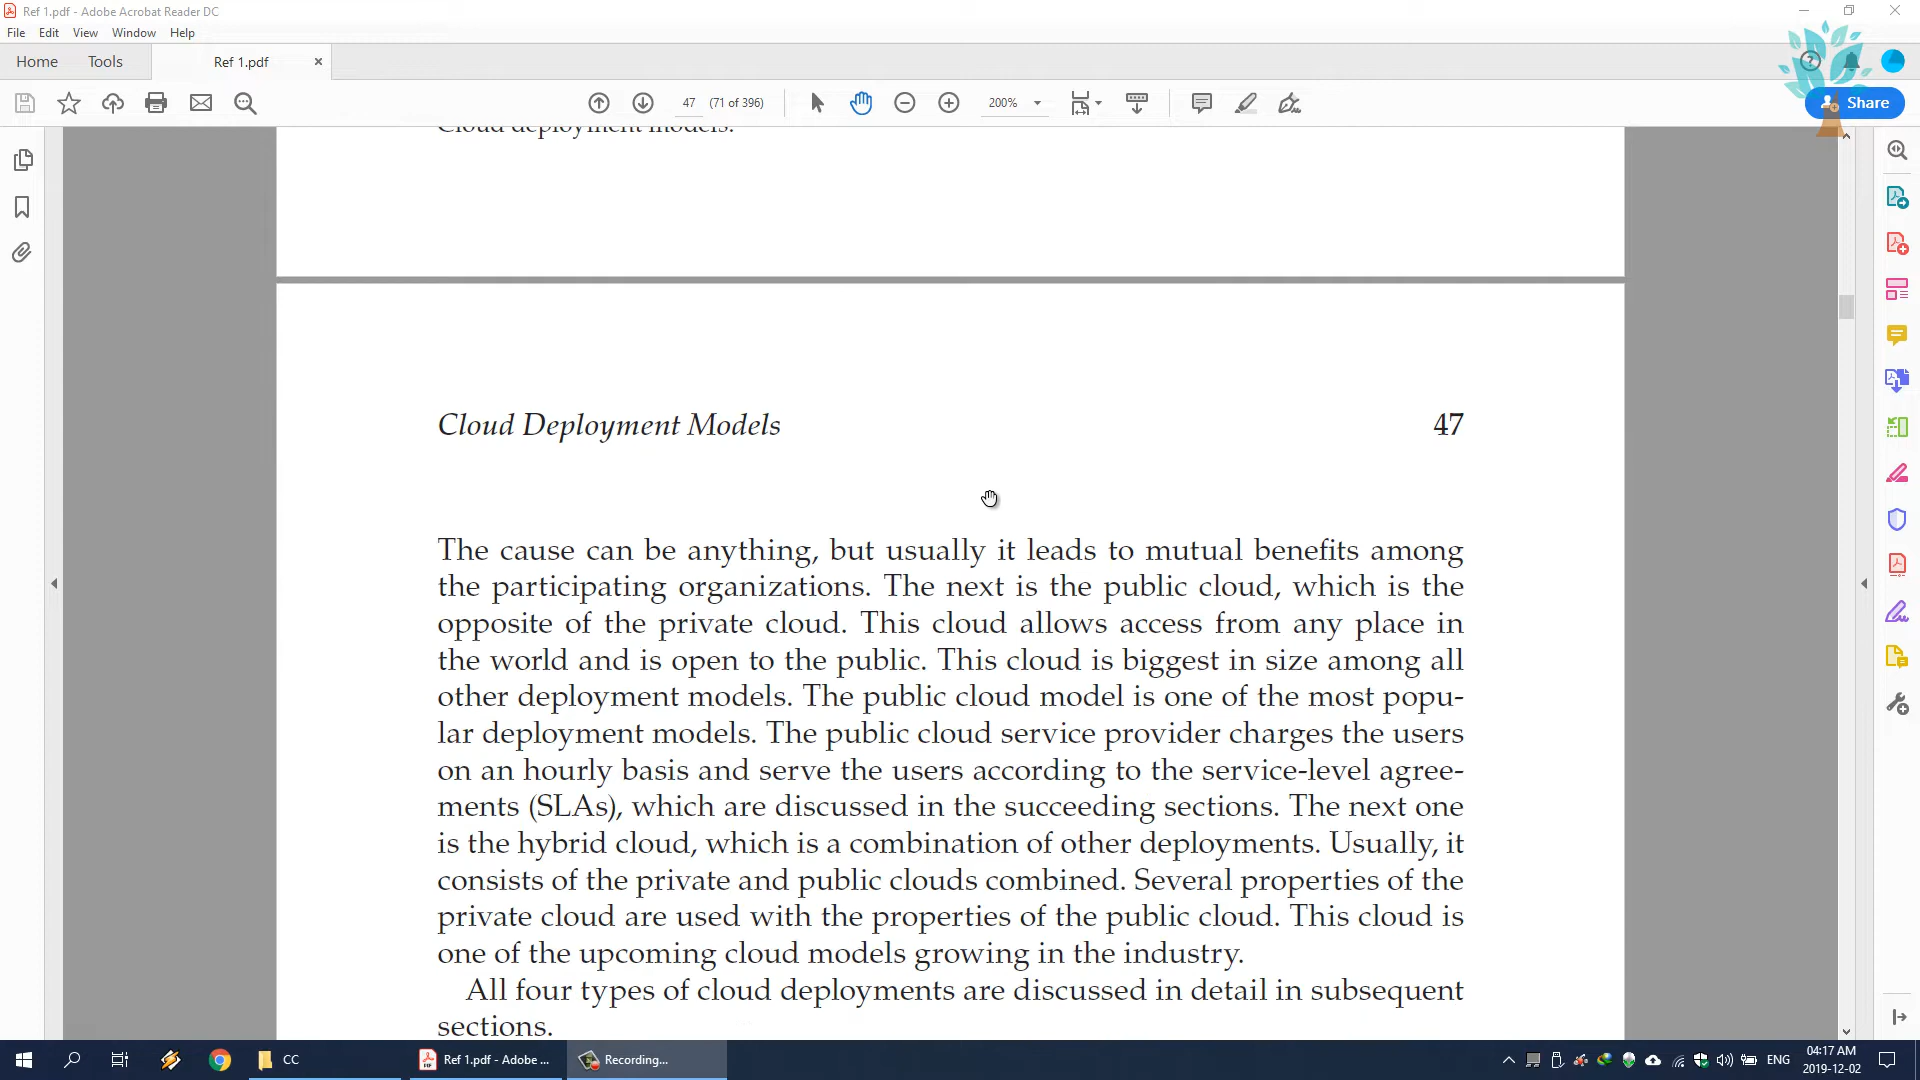 Ref 1.pdf - Adobe Acrobat Reader DC
File Edit View Window Help
Home Tools Ref 1.pdf
47 (71 of 396) 200% Share
Cloud deployment models.
Cloud Deployment Models 47
The cause can be anything, but usually it leads to mutual benefits among
the participating organizations. The next is the public cloud, which is the
opposite of the private cloud. This cloud allows access from any place in
the world and is open to the public. This cloud is biggest in size among all
other deployment models. The public cloud model is one of the most popu-
lar deployment models. The public cloud service provider charges the users
on an hourly basis and serve the users according to the service-level agree-
ments (SLAs), which are discussed in the succeeding sections. The next one
is the hybrid cloud, which is a combination of other deployments. Usually, it
consists of the private and public clouds combined. Several properties of the
private cloud are used with the properties of the public cloud. This cloud is
one of the upcoming cloud models growing in the industry.
All four types of cloud deployments are discussed in detail in subsequent
sections.
CC Ref 1.pdf - Adobe ... Recording... ENG 04:17 AM
2019-12-02